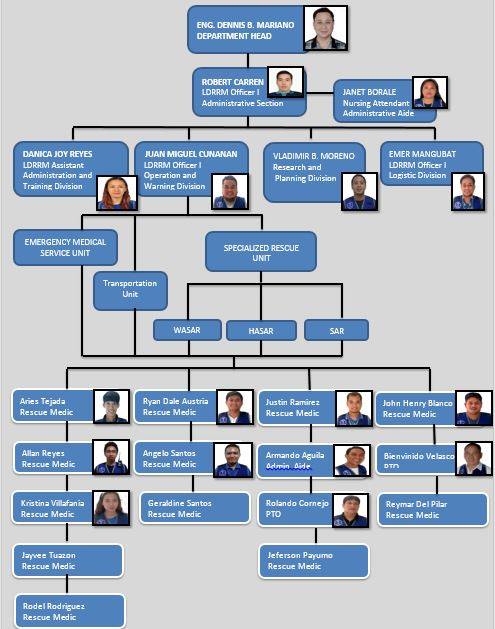 ENG. DENNIS B. MARIANO
DEPARTMENT HEAD
ROBERT CARREN
LDRRM Officer I
Administrative Section
JANET BORALE
Nursing Attendant
Administrative Aide
DANICA JOY REYES
LDRRM Assistant
Administration and
Training Division
JUAN MIGUEL CUNANAN
LDRRM Officer I
Operation and
Warning Division
VLADIMIR B. MORENO
Research and
Planning Division
EMER MANGUBAT
LDRRM Officer I
Logistic Division
EMERGENCY MEDICAL
SERVICE UNIT
Transportation
Unit
SPECIALIZED RESCUE
UNIT
WASAR
HASAR
SAR
Aries Tejada
Rescue Medic
Ryan Dale Austria
Rescue Medic
Justin Ramirez
Rescue Medic
John Henry Blanco
Rescue Medic
Allan Reyes
Rescue Medic
Angelo Santos
Rescue Medic
Armando Aguila
Admin. Aide
Bienvinido Velasco
PTO
Kristina Villafania
Rescue Medic
Geraldine Santos
Rescue Medic
Rolando Cornejo
PTO
Reymar Del Pilar
Rescue Medic
Jayvee Tuazon
Rescue Medic
Jeferson Payumo
Rescue Medic
Rodel Rodriguez
Rescue Medic